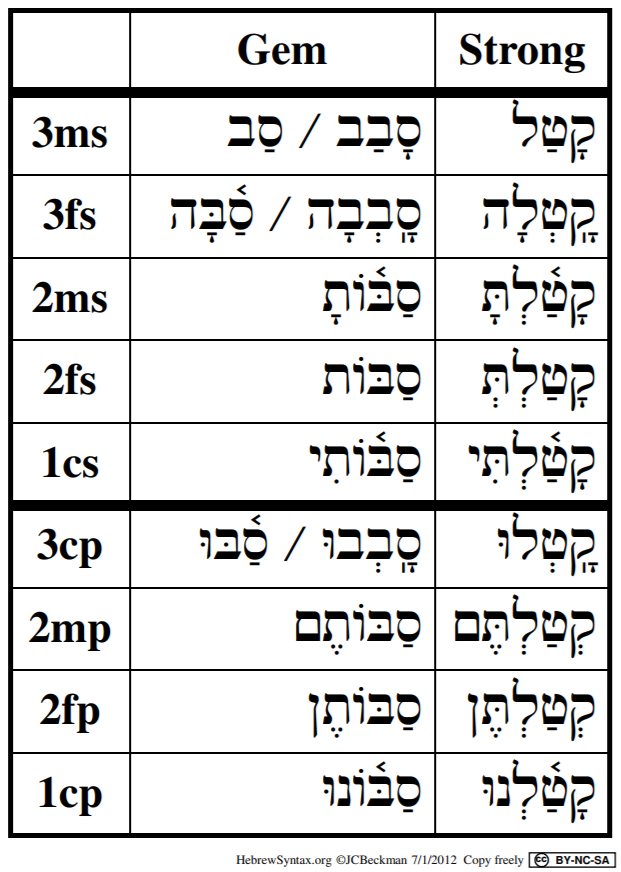 Gem Strong
3ms סָבַב / סַב קָטַל
3fs סָֽבְבָה / סַ֫בָּה קָֽטְלָה
2ms סַבּ֫וֹתָ קָטַ֫לְתָּ
2fs סַבּוֹת קָטַלְתְּ
1cs סַבּ֫וֹתִי קָטַ֫לְתִּי
3cp סָֽבְבוּ / סַ֫בּוּ קָֽטְלוּ
2mp סַבּוֹתֶם קְטַלְתֶּם
2fp סַבּוֹתֶן קְטַלְתֶּן
1cp סַבּ֫וֹנוּ קָטַ֫לְנוּ
HebrewSyntax.org ©JCBeckman 7/1/2012 Copy freely cc BY-NC-SA